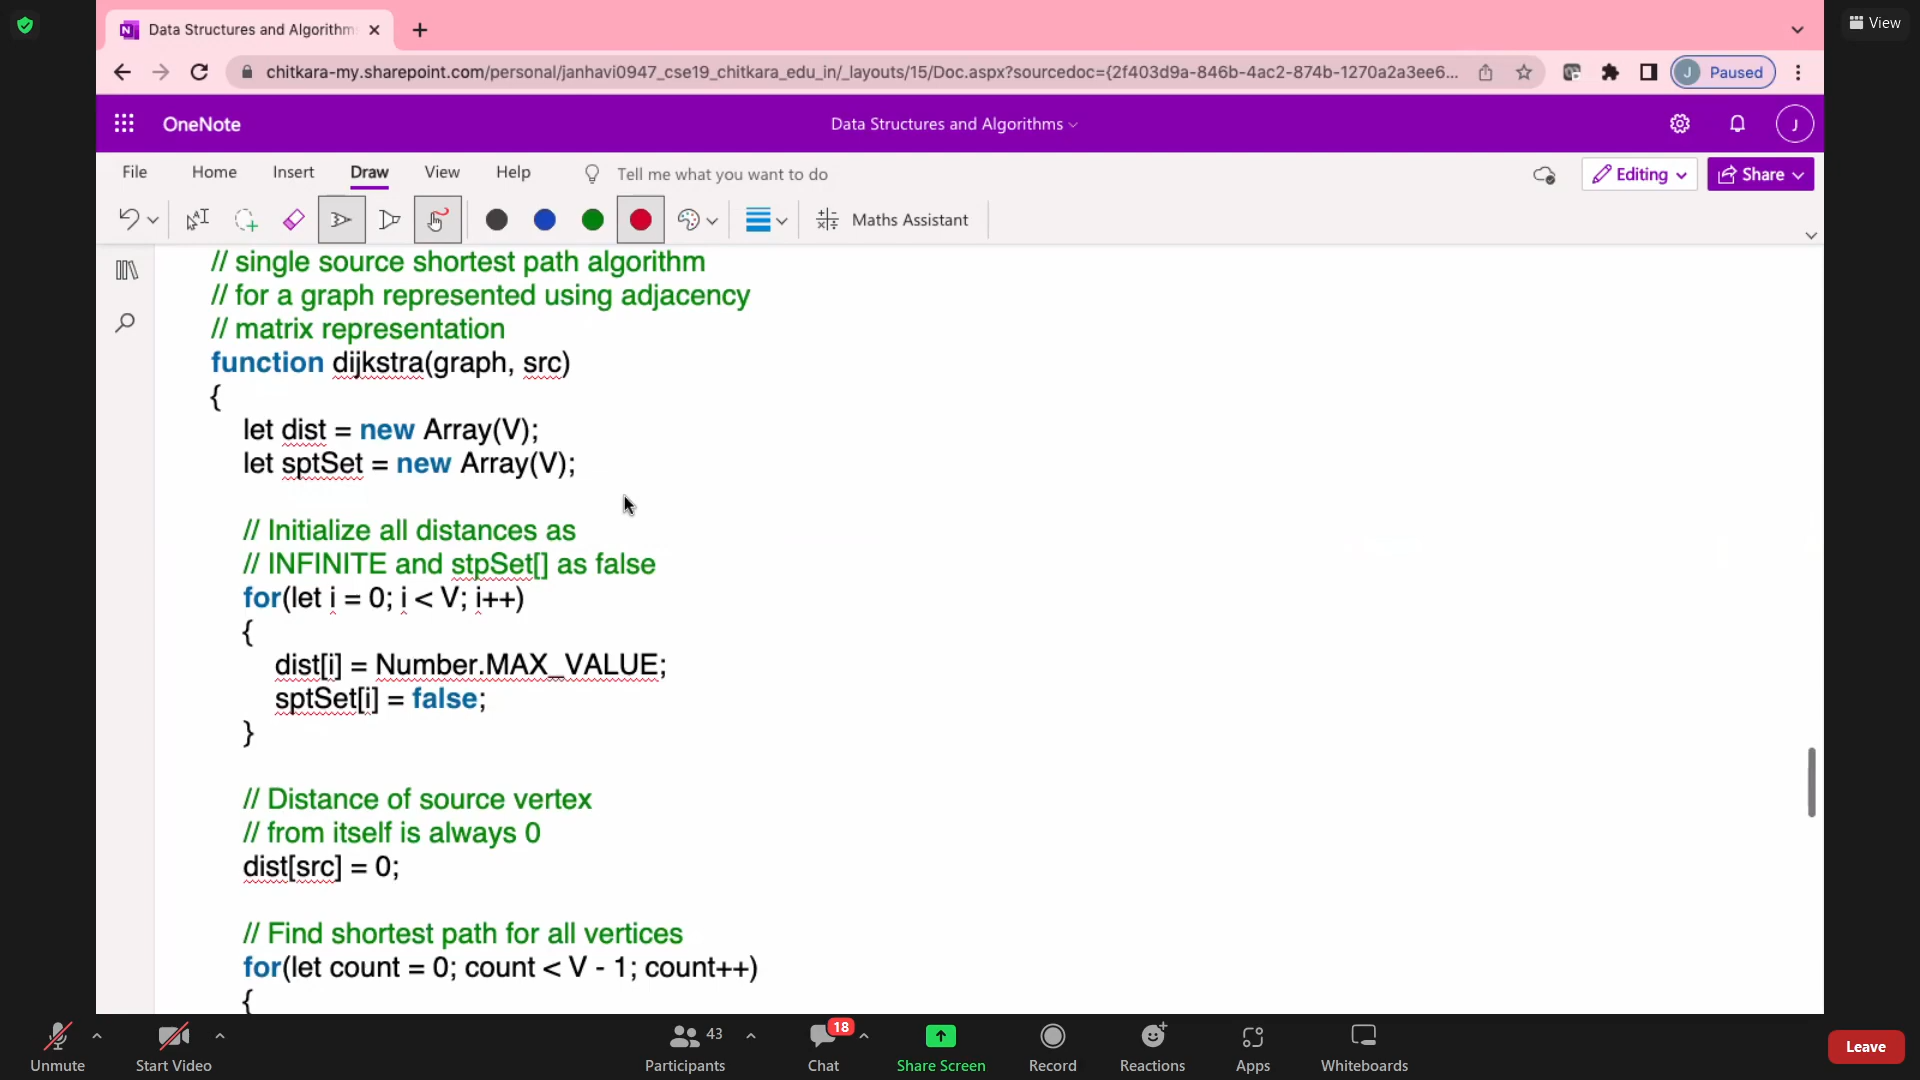 View
Data Structures and Algorithm
chitkara-my.sharepoint.com/personal/janhavi0947_cse19_chitkara_edu_in/_layouts/15/Doc.aspx?sourcedoc={2f403d9a-846b-4ac2-874b-1270a2a3ee6...
J Paused
OneNote
Data Structures and Algorithms
J
File Home Insert Draw View Help Tell me what you want to do
Editing Share
Maths Assistant
// single source shortest path algorithm
// for a graph represented using adjacency
// matrix representation
function dijkstra(graph, src)
{
let dist = new Array(V);
let sptSet = new Array(V);
// Initialize all distances as
// INFINITE and stpSet[] as false
for(let i = 0; i < V; i++)
{
dist[i] = Number.MAX_VALUE;
sptSet[i] = false;
}
// Distance of source vertex
// from itself is always 0
dist[src] = 0;
// Find shortest path for all vertices
for(let count = 0; count < V - 1; count++)
{
Unmute
Start Video
43
Participants
18
Chat
Share Screen
Record
Reactions
Apps
Whiteboards
Leave